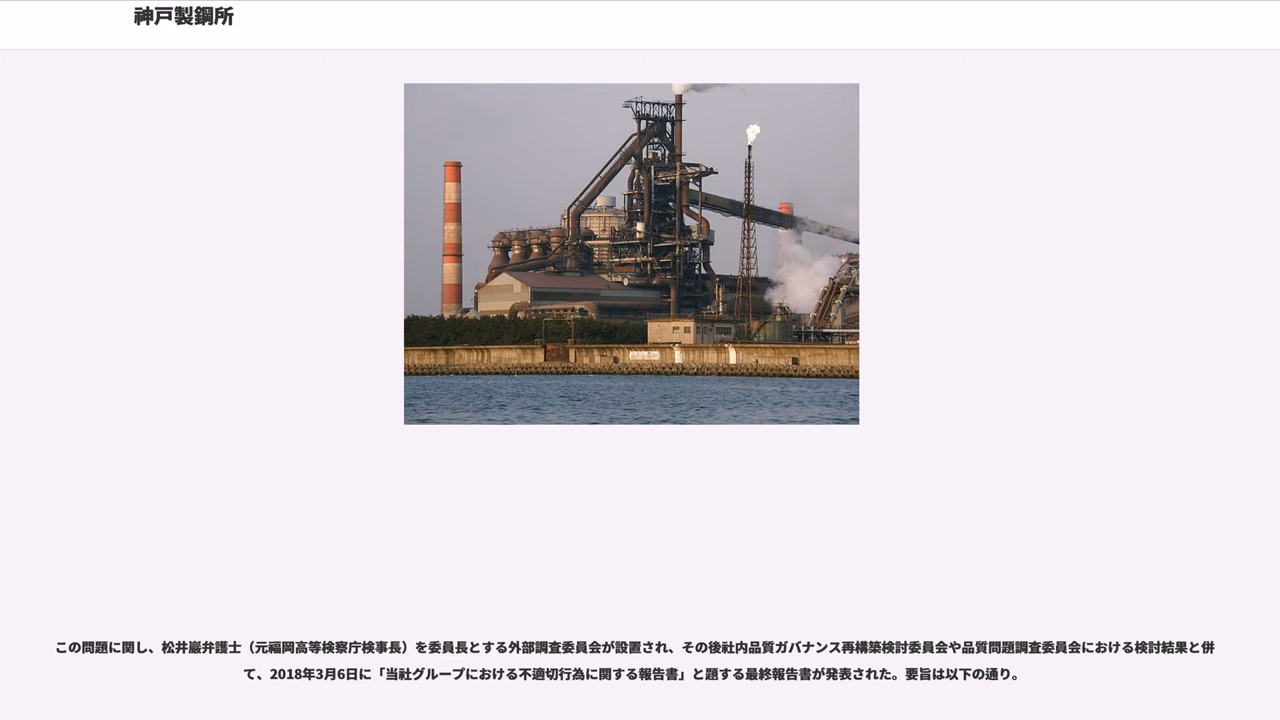 神戸製鋼所
この問題に関し、松井巖弁護士（元福岡高等検察庁検事長）を委員長とする外部調査委員会が設置され、その後社内品質ガバナンス再構築検討委員会や品質問題調査委員会における検討結果と併
て、2018年3月6日に「当社グループにおける不適切行為に関する報告書」と題する最終報告書が発表された。要旨は以下の通り。